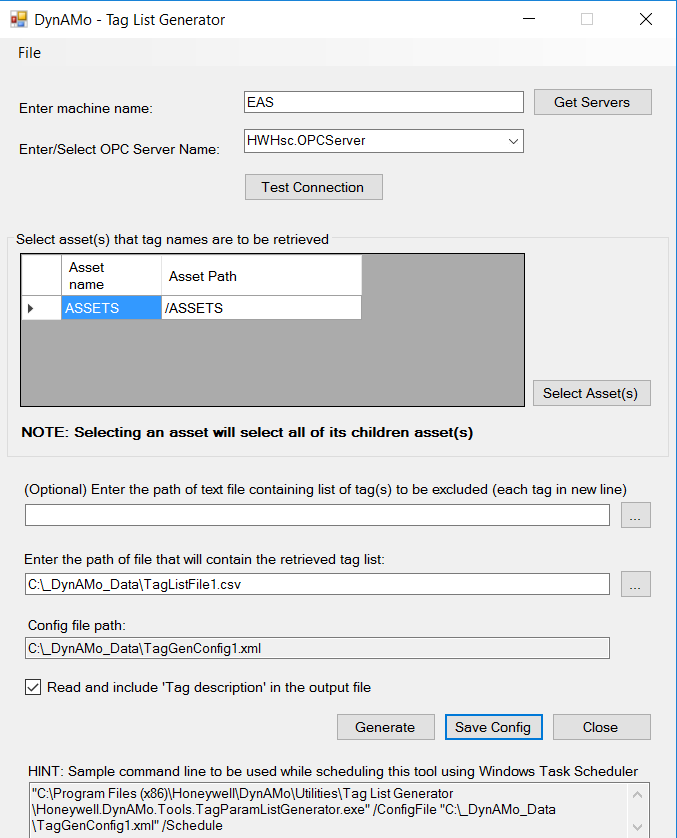 DynAMo - Tag List Generator
File
Enter machine name:
EAS
Get Servers
Enter/Select OPC Server Name:
HWHsc.OPCServer
Test Connection
Select asset(s) that tag names are to be retrieved
Asset
name
Asset Path
ASSETS
/ASSETS
Select Asset(s)
NOTE: Selecting an asset will select all of its children asset(s)
(Optional) Enter the path of text file containing list of tag(s) to be excluded (each tag in new line)
...
Enter the path of file that will contain the retrieved tag list:
C:\_DynAMo_Data\TagListFile1.csv
...
Config file path:
C:\_DynAMo_Data\TagGenConfig1.xml
Read and include 'Tag description' in the output file
Generate
Save Config
Close
HINT: Sample command line to be used while scheduling this tool using Windows Task Scheduler
"C:\Program Files (x86)\Honeywell\DynAMo\Utilities\Tag List Generator
\Honeywell.DynAMo.Tools.TagParamListGenerator.exe" /ConfigFile "C:\_DynAMo_Data
\TagGenConfig1.xml" /Schedule